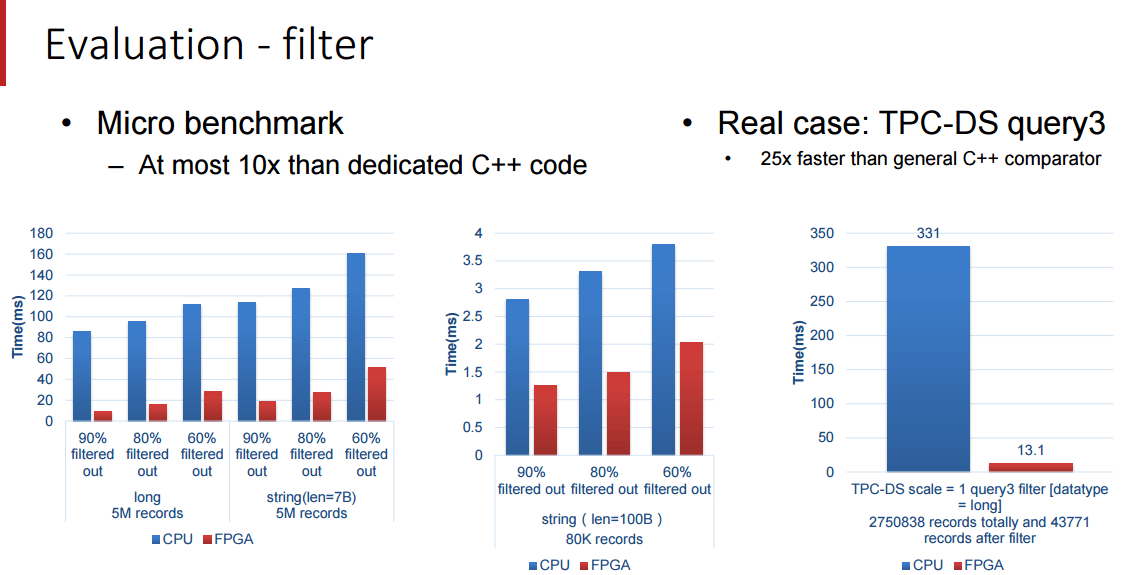 Evaluation - filter
• Micro benchmark
– At most 10x than dedicated C++ code
• Real case: TPC-DS query3
• 25x faster than general C++ comparator
Time(ms)
180
160
140
120
100
80
60
40
20
0
90% filtered out
80% filtered out
60% filtered out
90% filtered out
80% filtered out
60% filtered out
long
5M records
string(len=7B)
5M records
CPU FPGA
Time(ms)
4
3.5
3
2.5
2
1.5
1
0.5
0
90% filtered out
80% filtered out
60% filtered out
string ( len=100B )
80K records
CPU FPGA
Time(ms)
350
300
250
200
150
100
50
0
331
13.1
TPC-DS scale = 1 query3 filter [datatype
= long]
2750838 records totally and 43771
records after filter
CPU FPGA